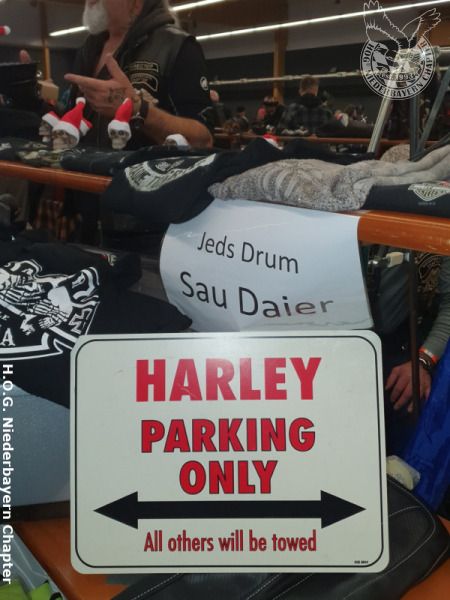 Jeds Drum
Sau Daier
HARLEY
PARKING
ONLY
All others will be towed
H.O.G. Niederbayern Chapter